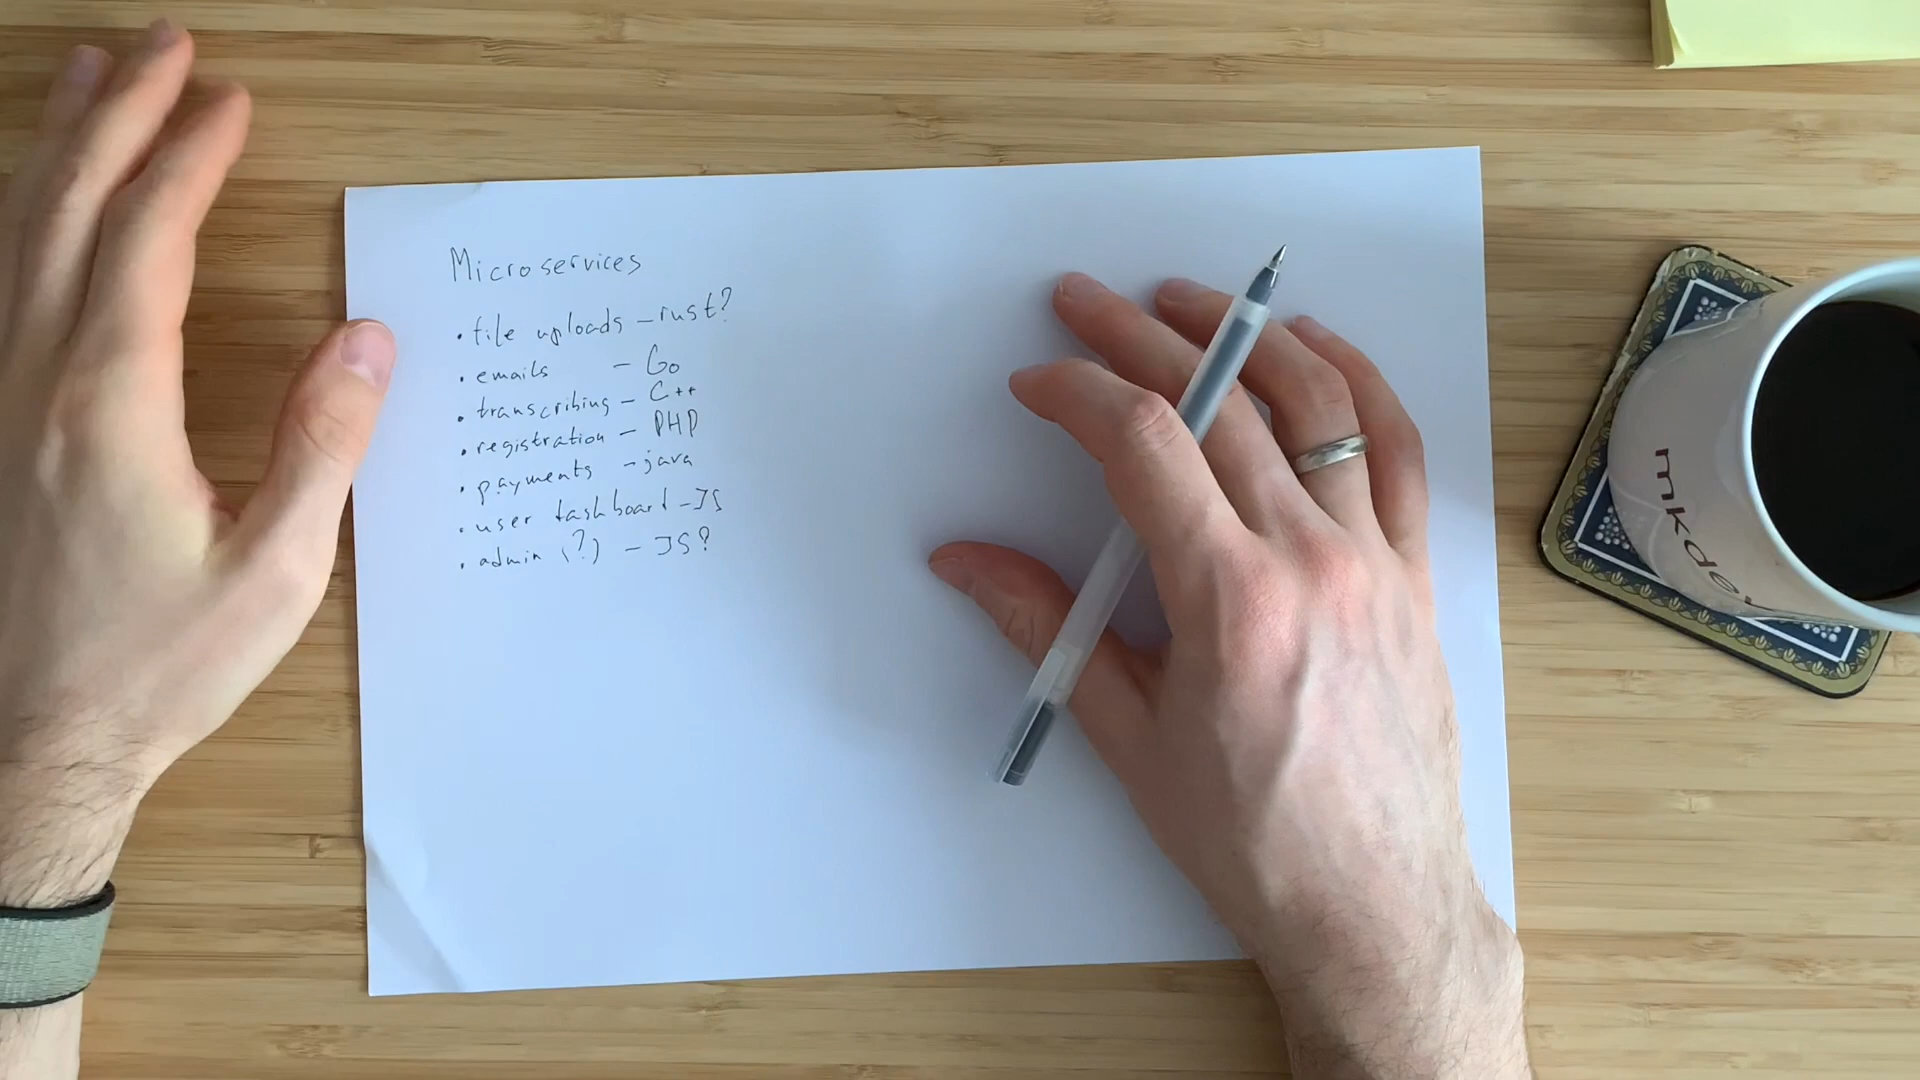 Microservices
• file uploads – rust?
• emails – Go
• transcribing – C++
• registration – PHP
• payments – java
• user dashboard – JS
• admin (?) – JS?
mkde